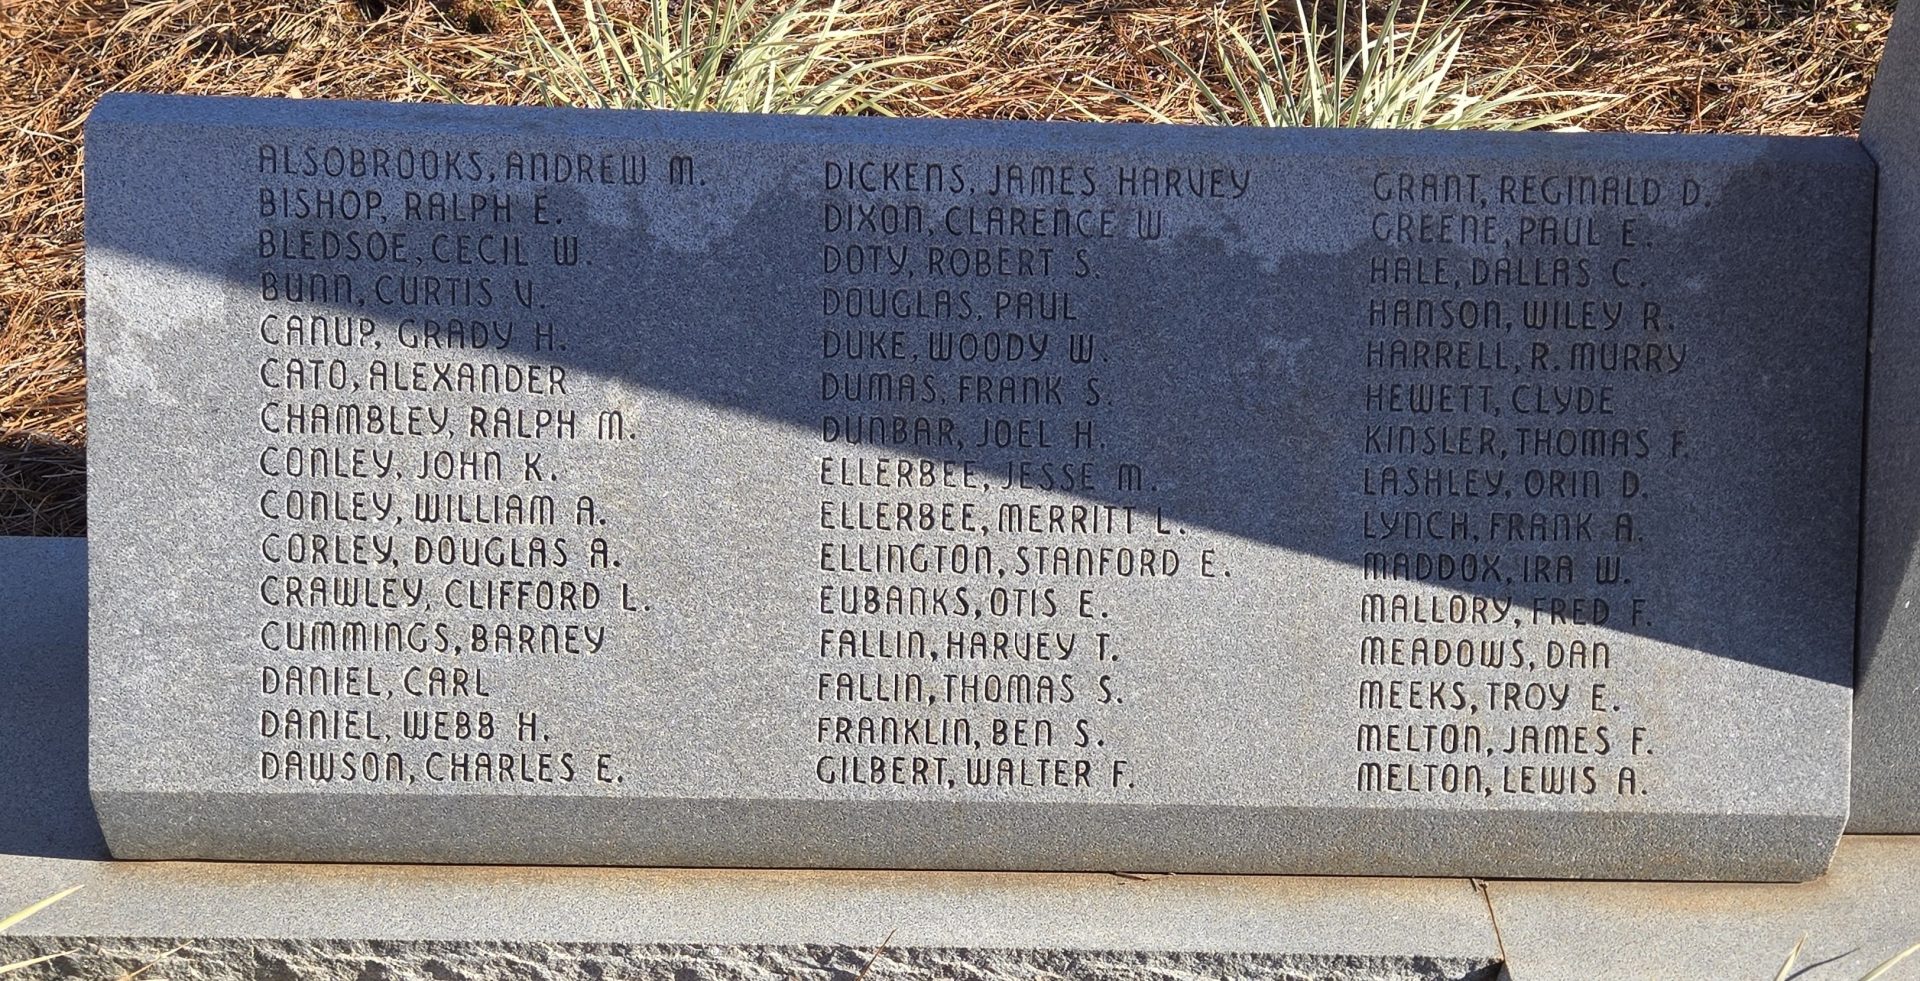 ALSOBROOKS, ANDREW M.
BISHOP, RALPH E.
BLEDSOE, CECIL W.
BUNN, CURTIS V.
CANUP, GRADY H.
CATO, ALEXANDER
CHAMBLEY, RALPH M.
CONLEY, JOHN K.
CONLEY, WILLIAM A.
CORLEY, DOUGLAS A.
CRAWLEY, CLIFFORD L.
CUMMINGS, BARNEY
DANIEL, CARL
DANIEL, WEBB H.
DAWSON, CHARLES E.
DICKENS, JAMES HARVEY
DIXON, CLARENCE W.
DOTY, ROBERT S.
DOUGLAS, PAUL
DUKE, WOODY W.
DUMAS, FRANK S.
DUNBAR, JOEL H.
ELLERBEE, JESSE M.
ELLERBEE, MERRITT L.
ELLINGTON, STANFORD E.
EUBANKS, OTIS E.
FALLIN, HARVEY T.
FALLIN, THOMAS S.
FRANKLIN, BEN S.
GILBERT, WALTER F.
GRANT, REGINALD D.
GREENE, PAUL E.
HALE, DALLAS C.
HANSON, WILEY R.
HARRELL, R. MURRY
HEWETT, CLYDE
KINSLER, THOMAS F.
LASHLEY, ORIN D.
LYNCH, FRANK A.
MADDOX, IRA W.
MALLORY, FRED F.
MEADOWS, DAN
MEEKS, TROY E.
MELTON, JAMES F.
MELTON, LEWIS A.